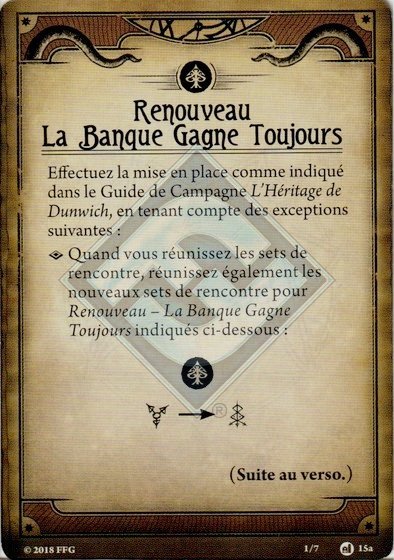 Renouveau
La Banque Gagne Toujours
Effectuez la mise en place comme indiqué
dans le Guide de Campagne L'Héritage de
Dunwich, en tenant compte des exceptions
suivantes :
Quand vous réunissez les sets de
rencontre, réunissez également les
nouveaux sets de rencontre pour
Renouveau – La Banque Gagne
Toujours indiqués ci-dessous :
®
(Suite au verso.)
© 2018 FFG 1/7 15a